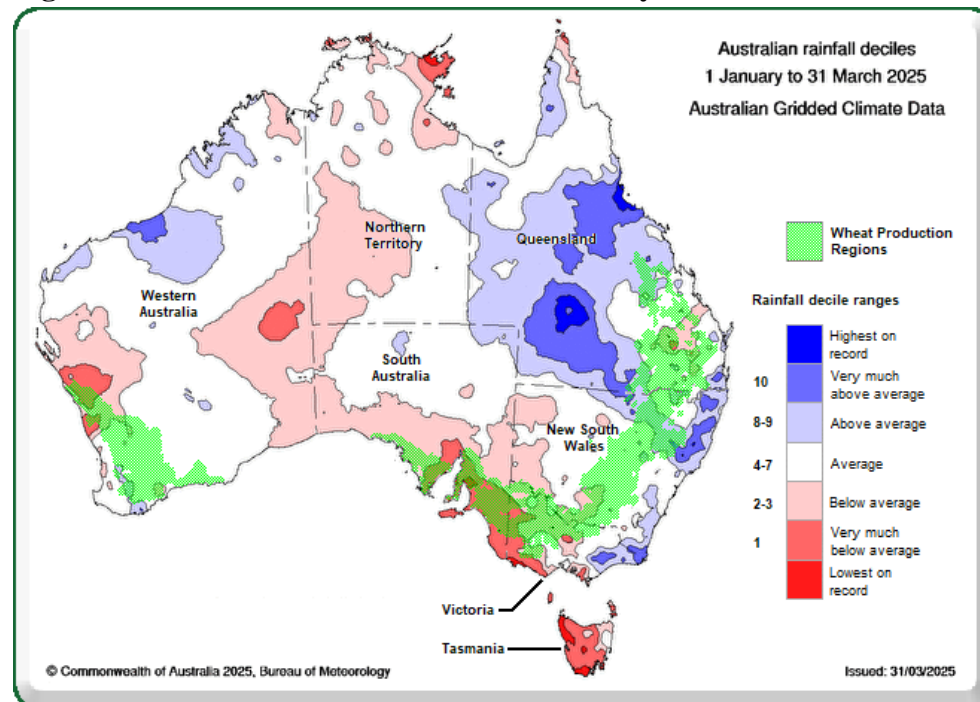 Australian rainfall deciles
1 January to 31 March 2025
Australian Gridded Climate Data
Northern
Territory
Queensland
Western
Australia
South
Australia
New South
Wales
Victoria
Tasmania
Wheat Production
Regions
Rainfall decile ranges
Highest on
record
10
Very much
above average
8-9
Above average
4-7
Average
2-3
Below average
1
Very much
below average
Lowest on
record
© Commonwealth of Australia 2025, Bureau of Meteorology
Issued: 31/03/2025